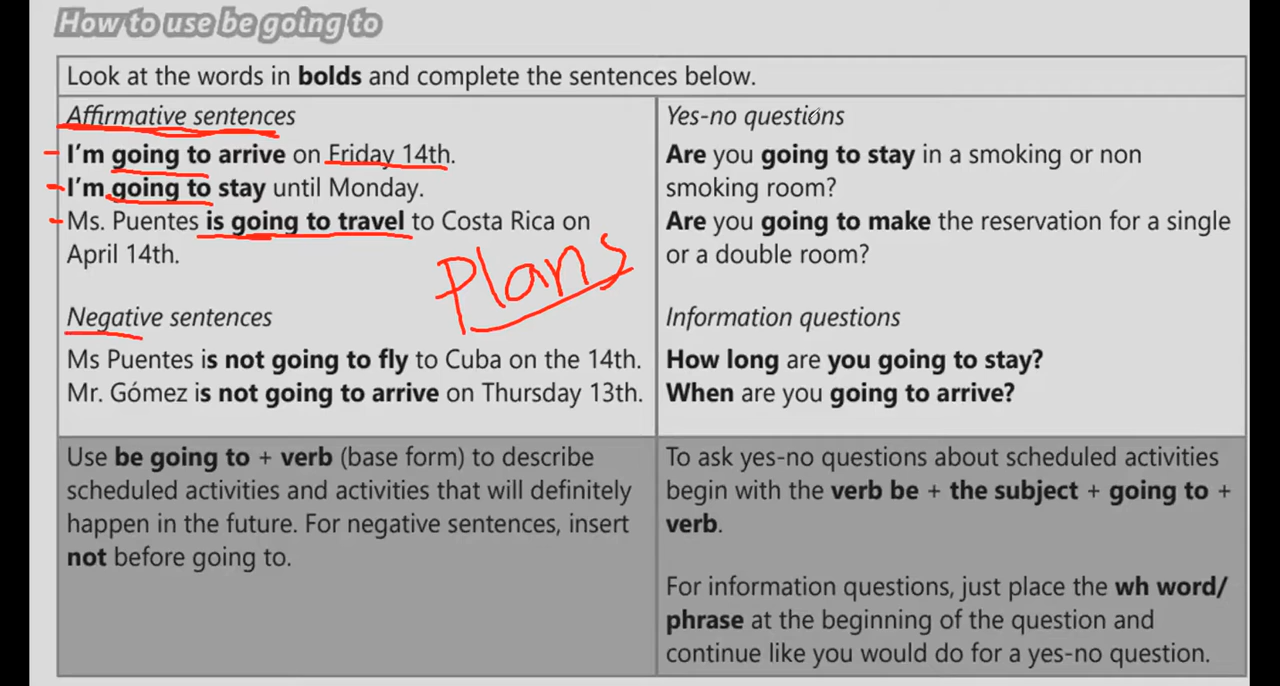 How to use be going to
Look at the words in bolds and complete the sentences below.
Affirmative sentences
I'm going to arrive on Friday 14th.
I'm going to stay until Monday.
Ms. Puentes is going to travel to Costa Rica on
April 14th.
Plans
Negative sentences
Ms Puentes is not going to fly to Cuba on the 14th.
Mr. Gómez is not going to arrive on Thursday 13th.
Yes-no questions
Are you going to stay in a smoking or non
smoking room?
Are you going to make the reservation for a single
or a double room?
Information questions
How long are you going to stay?
When are you going to arrive?
Use be going to + verb (base form) to describe
scheduled activities and activities that will definitely
happen in the future. For negative sentences, insert
not before going to.
To ask yes-no questions about scheduled activities
begin with the verb be + the subject + going to +
verb.
For information questions, just place the wh word/
phrase at the beginning of the question and
continue like you would do for a yes-no question.